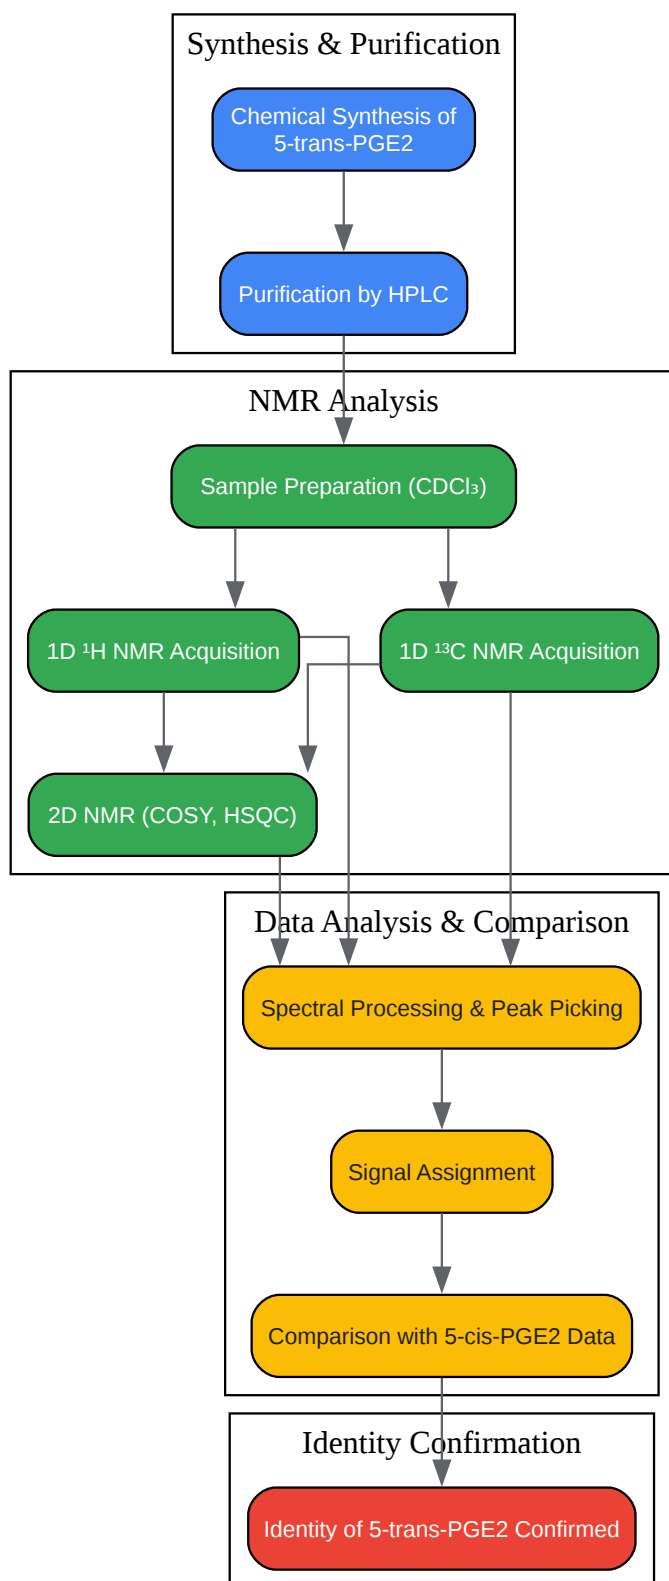 Synthesis & Purification
Chemical Synthesis of
5-trans-PGE2
Purification by HPLC
NMR Analysis
Sample Preparation (CDCl₃)
1D ¹H NMR Acquisition
1D ¹³C NMR Acquisition
2D NMR (COSY, HSQC)
Data Analysis & Comparison
Spectral Processing & Peak Picking
Signal Assignment
Comparison with 5-cis-PGE2 Data
Identity Confirmation
Identity of 5-trans-PGE2 Confirmed